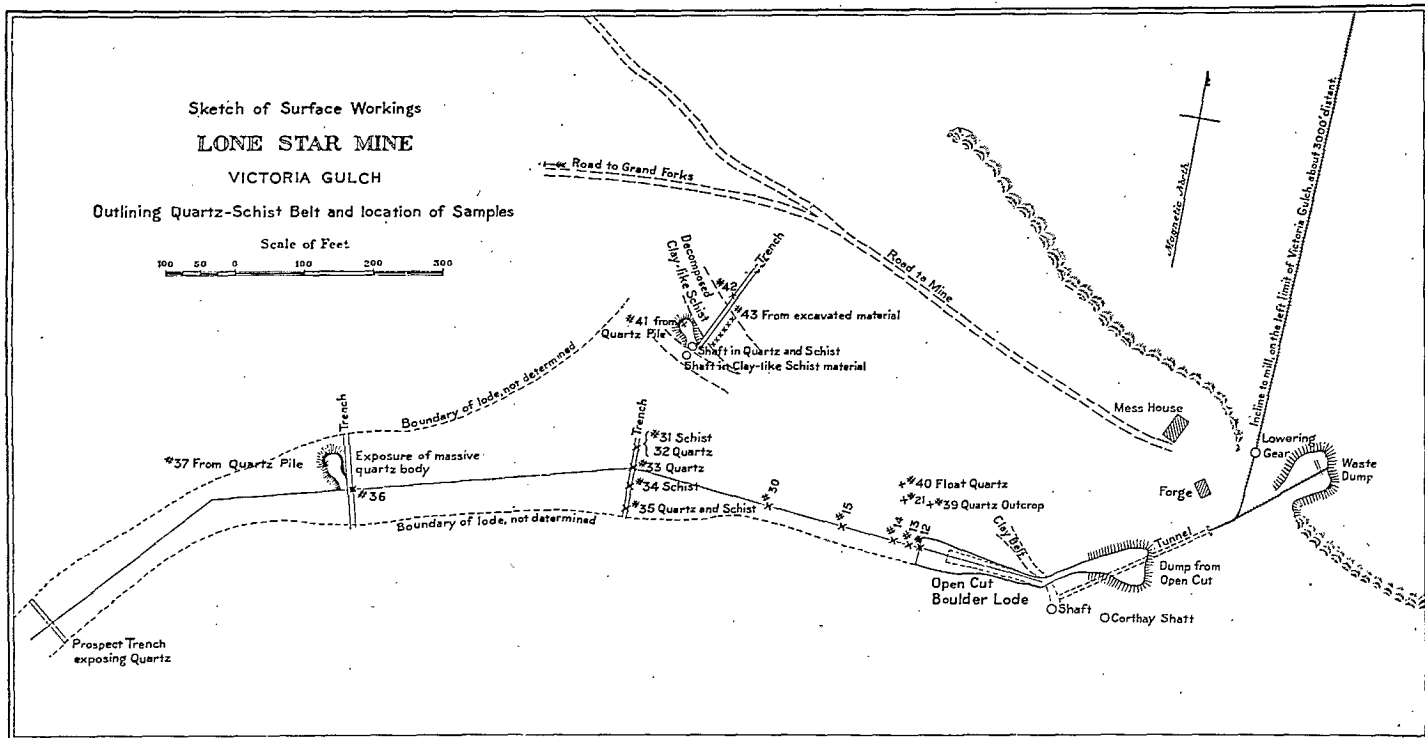 Sketch of Surface Workings
LONE STAR MINE
VICTORIA GULCH
Outlining Quartz-Schist Belt and location of Samples
Scale of Feet
100 50 0 100 200 300
Road to Grand Forks
Road to Mine
Magnetic North
Incline to mill, on the left limit of Victoria Gulch, about 3000' distant
Decomposed
Clay-like Schist
Trench
#42
#43 From excavated material
#41 from
Quartz Pile
Shaft in Quartz and Schist
Shaft in Clay-like Schist material
Boundary of lode, not determined
Trench
#37 From Quartz Pile
Exposure of massive
quartz body
#36
Boundary of lode, not determined
Trench
#31 Schist
32 Quartz
#33 Quartz
#34 Schist
#35 Quartz and Schist
#30
#15
#14
#13
#12
#40 Float Quartz
#21
#39 Quartz Outcrop
Clay Belt
Mess House
Lowering
Gear
Waste
Dump
Forge
Tunnel
Dump from
Open Cut
Open Cut
Boulder Lode
Shaft
Corthay Shaft
Prospect Trench
exposing Quartz